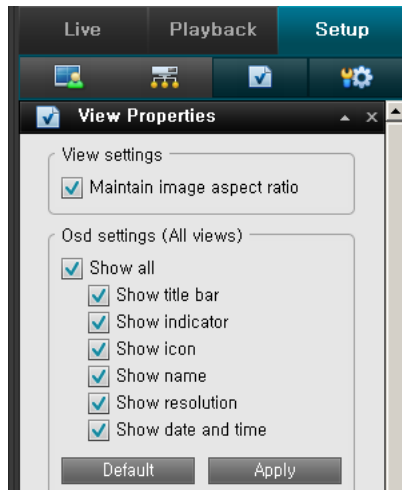 Live Playback Setup
View Properties
View settings
Maintain image aspect ratio
Osd settings (All views)
Show all
Show title bar
Show indicator
Show icon
Show name
Show resolution
Show date and time
Default Apply